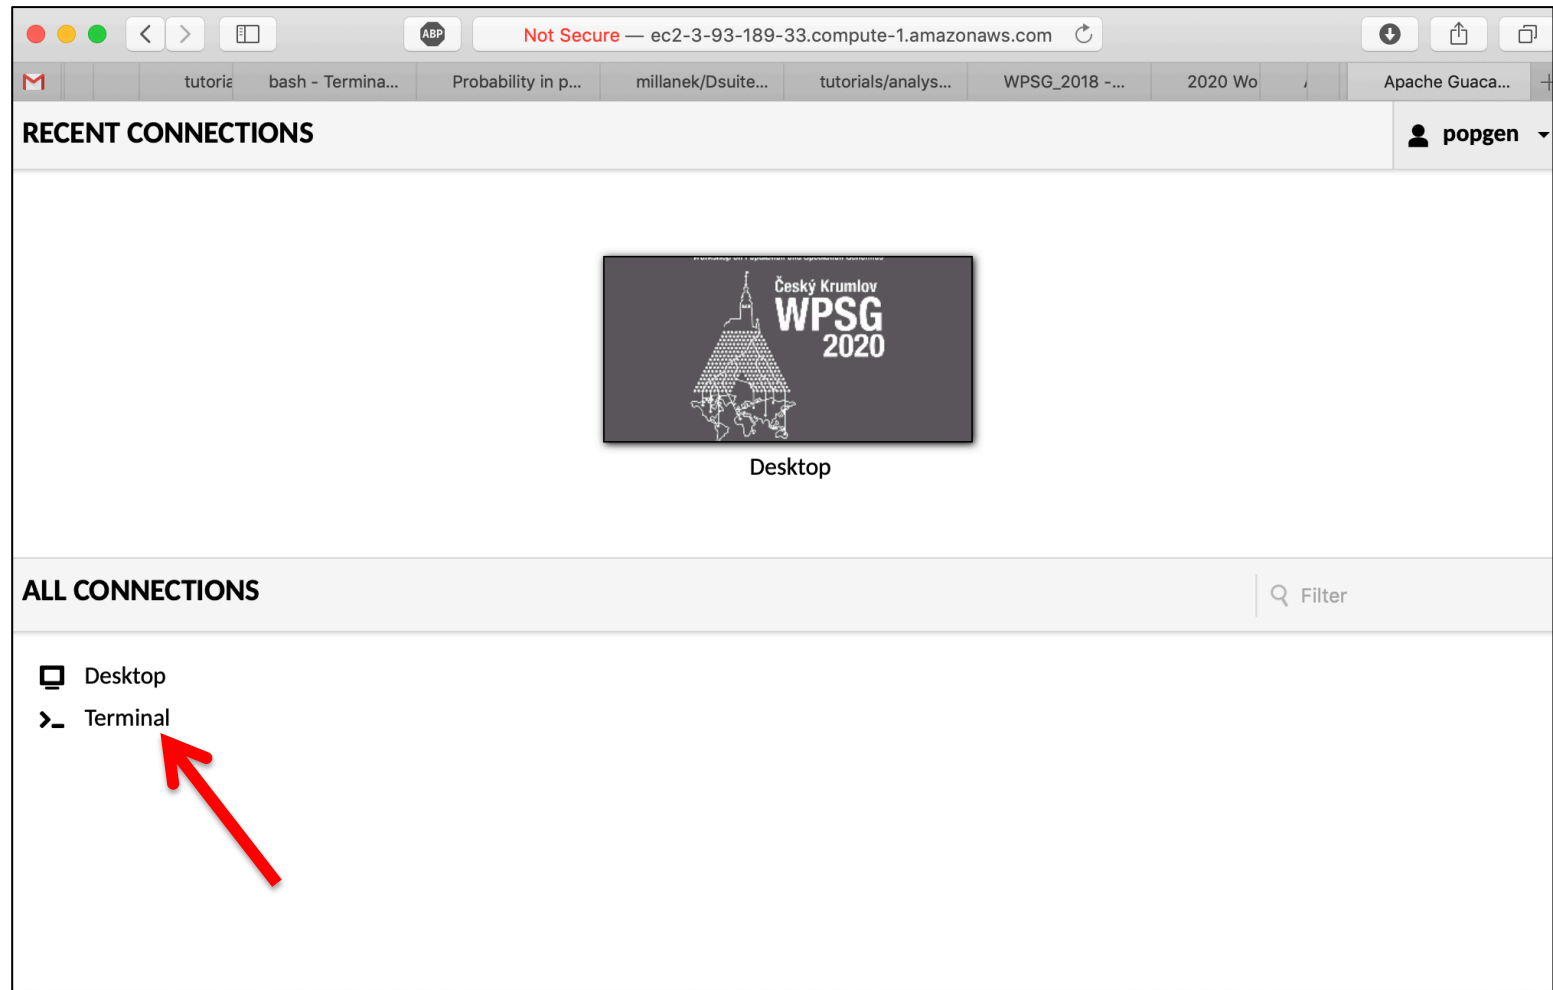 ABP
Not Secure — ec2-3-93-189-33.compute-1.amazonaws.com
tutoria
bash - Termina...
Probability in p...
millanek/Dsuite...
tutorials/analys...
WPSG_2018 -...
2020 Wo
Apache Guaca...
RECENT CONNECTIONS
popgen
Český Krumlov
WPSG
2020
Desktop
ALL CONNECTIONS
Filter
Desktop
Terminal